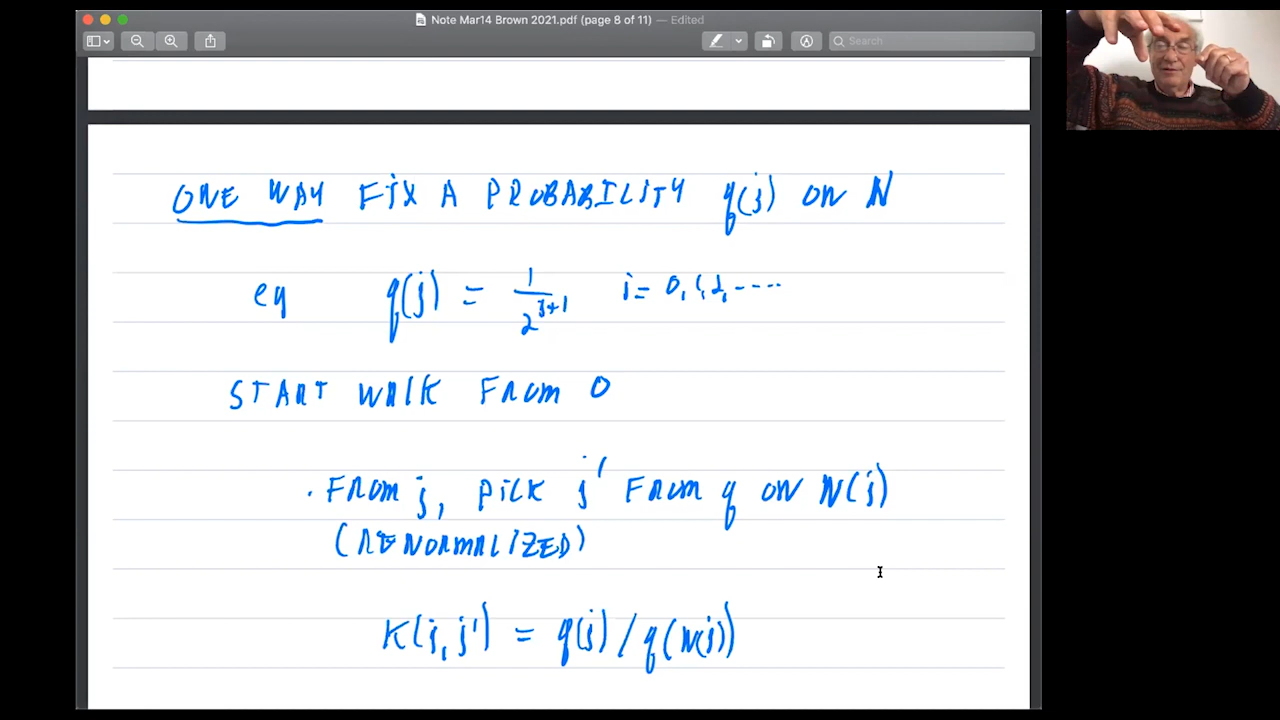 Note Mar14 Brown 2021.pdf (page 8 of 11) — Edited
Search
ONE WAY FIX A PROBABILITY q(j) ON N
eg q(j) = 1/2^{j+1} j = 0, 1, 2, ----
START WALK FROM 0
· FROM j, PICK j' FROM q ON N(j)
(RENORMALIZED)
K(j, j') = q(j) / q(N(j))